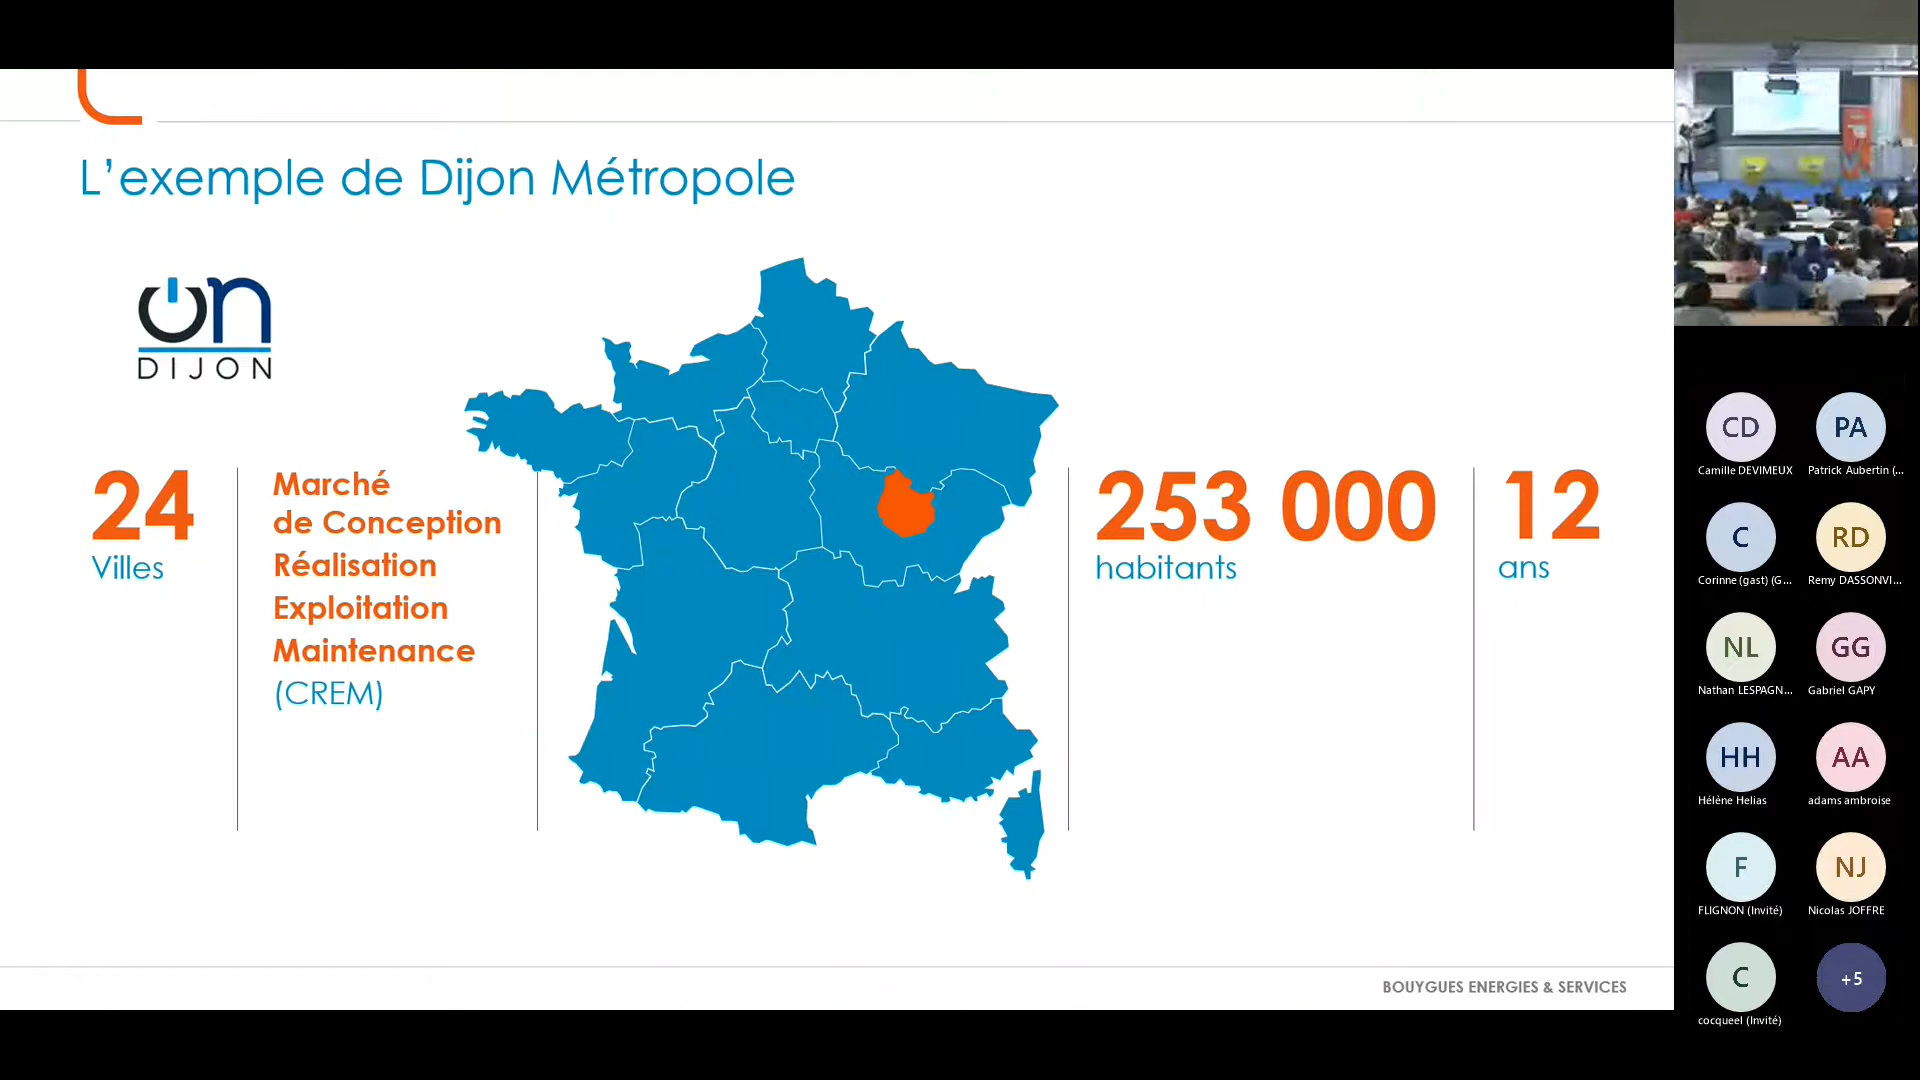 L’exemple de Dijon Métropole
on
DIJON
24
Villes
Marché
de Conception
Réalisation
Exploitation
Maintenance
(CREM)
253 000
habitants
12
ans
BOUYGUES ENERGIES & SERVICES
CD
Camille DEVIMEUX
PA
Patrick Aubertin (...
C
Corinne (gast) (G...
RD
Remy DASSONVI...
NL
Nathan LESPAGN...
GG
Gabriel GAPY
HH
Hélène Helias
AA
adams ambroise
F
FLIGNON (Invité)
NJ
Nicolas JOFFRE
C
cocqueel (Invité)
+5